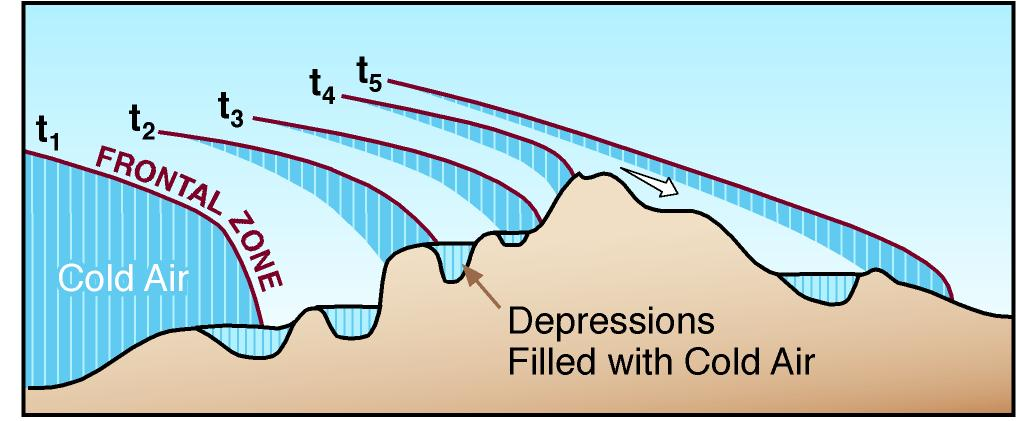 t5
t4
t3
t2
t1
FRONTAL ZONE
Cold Air
Depressions
Filled with Cold Air